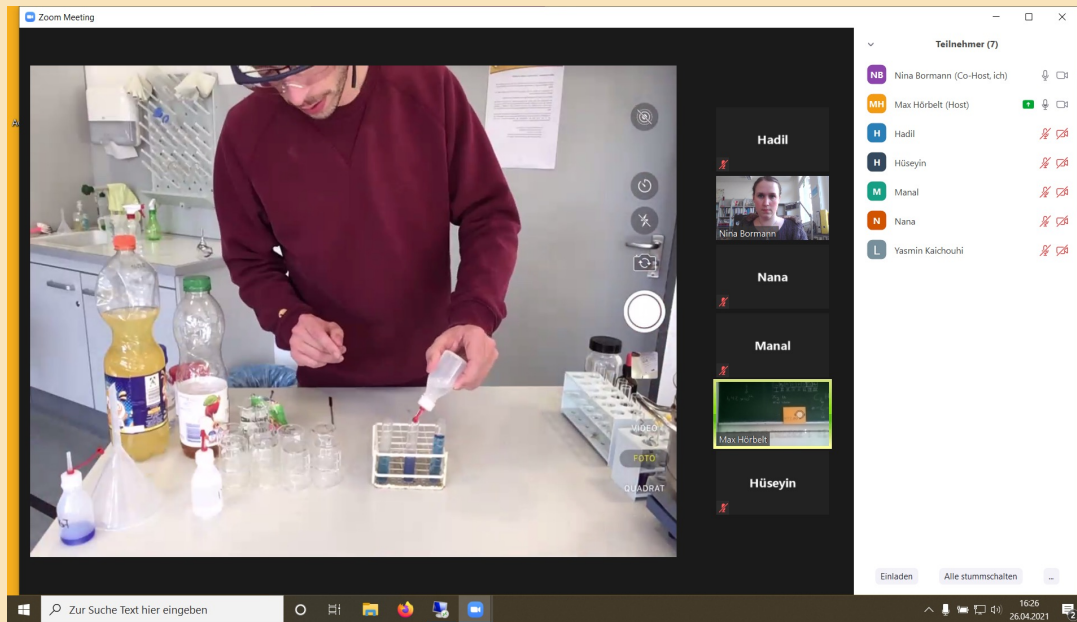 Zoom Meeting
Teilnehmer (7)
NB Nina Bormann (Co-Host, ich)
MH Max Hörbelt (Host)
H Hadil
H Hüseyin
M Manal
N Nana
L Yasmin Kaichouhi
Hadil
Nina Bormann
Nana
Manal
Max Hörbelt
Hüseyin
VIDEO
FOTO
QUADRAT
Einladen
Alle stummschalten
...
Zur Suche Text hier eingeben
16:26
26.04.2021
2